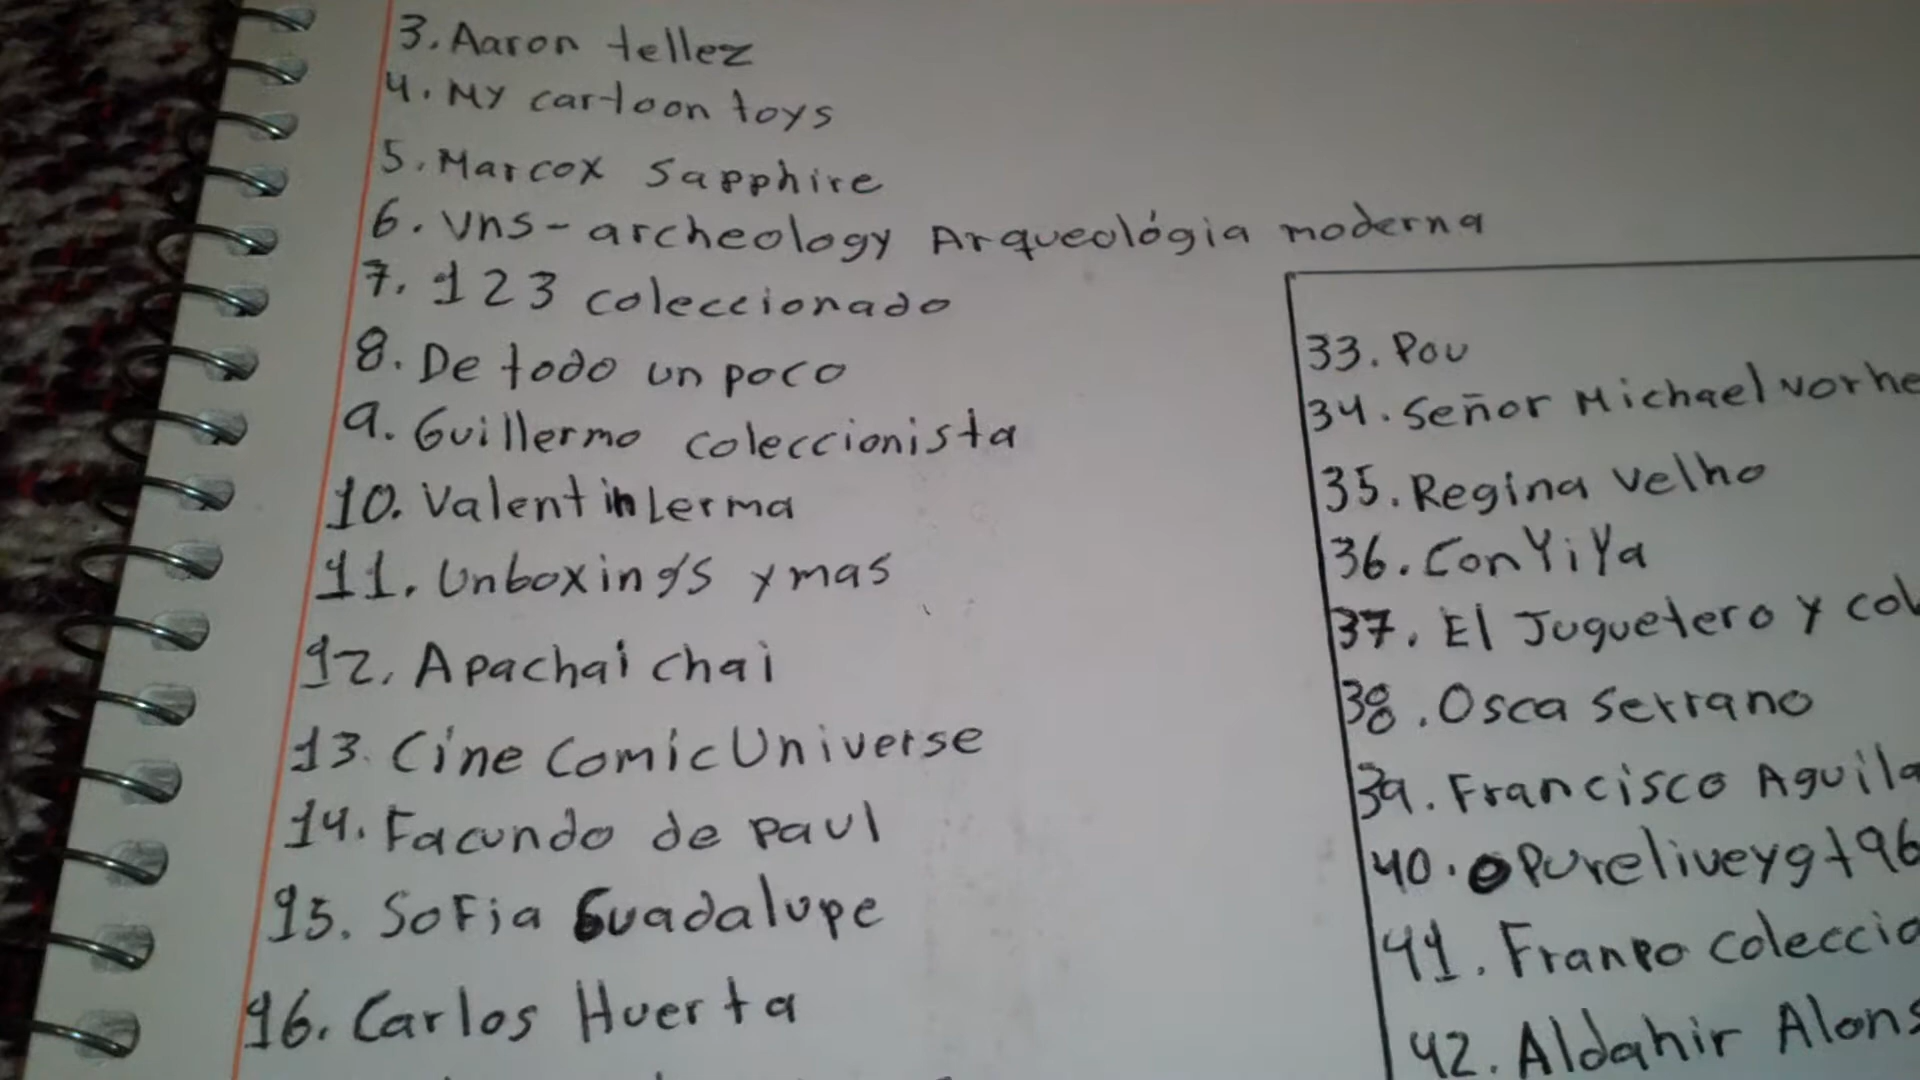 3. Aaron tellez
4. My cartoon toys
5. Marcox Sapphire
6. vns-archeology Arqueológia moderna
7. 123 coleccionado
8. De todo un poco
9. Guillermo coleccionista
10. Valentin Lerma
11. Unboxings y mas
12. Apachai chai
13. Cine Comic Universe
14. Facundo de paul
15. Sofia Guadalupe
16. Carlos Huerta
33. Pou
34. Señor Michael vorhe
35. Regina velho
36. ConYiYa
37. El Juguetero y col
38. Osca serrano
39. Francisco Aguila
40. Pureliveygt96
41. Franpo coleccio
42. Aldahir Alons